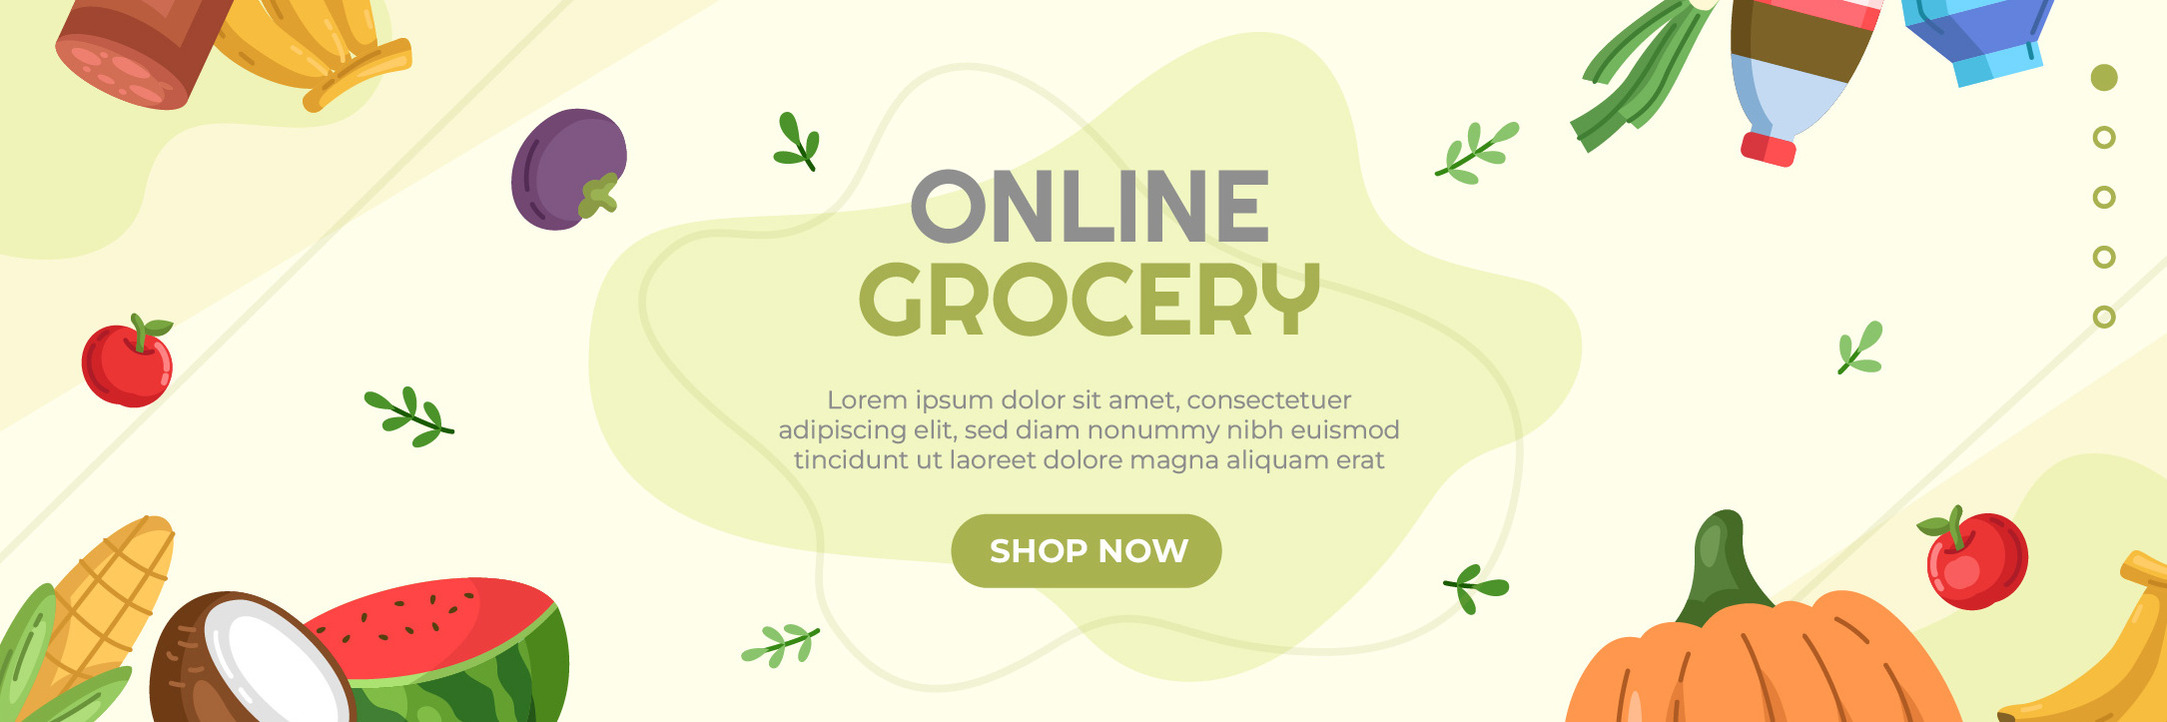 ONLINE
GROCERY
Lorem ipsum dolor sit amet, consectetuer
adipiscing elit, sed diam nonummy nibh euismod
tincidunt ut laoreet dolore magna aliquam erat
SHOP NOW